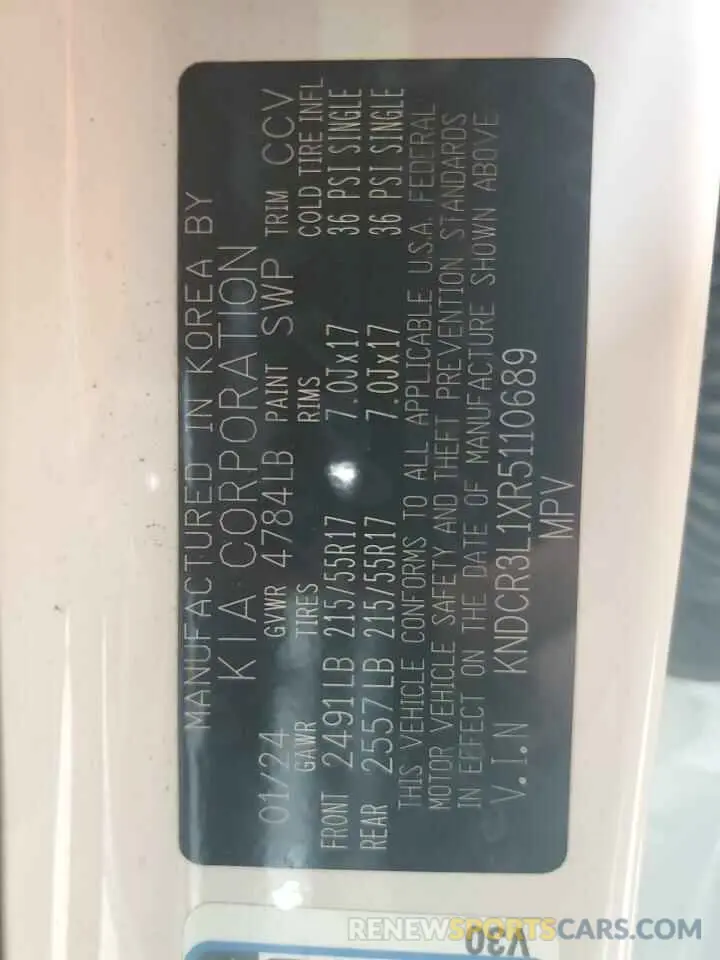 MANUFACTURED IN KOREA BY
KIA CORPORATION
01/24 GVWR 4784LB PAINT SWP TRIM CCV
GAWR TIRES RIMS COLD TIRE INFL
FRONT 2491LB 215/55R17 7.0Jx17 36 PSI SINGLE
REAR 2557LB 215/55R17 7.0Jx17 36 PSI SINGLE
THIS VEHICLE CONFORMS TO ALL APPLICABLE U.S.A. FEDERAL
MOTOR VEHICLE SAFETY AND THEFT PREVENTION STANDARDS
IN EFFECT ON THE DATE OF MANUFACTURE SHOWN ABOVE
V.I.N KNDCR3L1XR5110689
MPV
V30
RENEWSPORTSCARS.COM